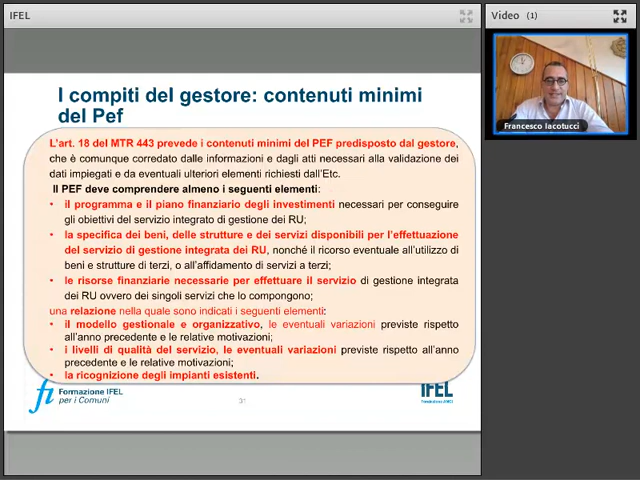 IFEL
Video (1)
Francesco Iacotucci
I compiti del gestore: contenuti minimi
del Pef
L'art. 18 del MTR 443 prevede i contenuti minimi del PEF predisposto dal gestore,
che è comunque corredato dalle informazioni e dagli atti necessari alla validazione dei
dati impiegati e da eventuali ulteriori elementi richiesti dall'Etc.
Il PEF deve comprendere almeno i seguenti elementi:
• il programma e il piano finanziario degli investimenti necessari per conseguire
gli obiettivi del servizio integrato di gestione dei RU;
• la specifica dei beni, delle strutture e dei servizi disponibili per l'effettuazione
del servizio di gestione integrata dei RU, nonché il ricorso eventuale all'utilizzo di
beni e strutture di terzi, o all'affidamento di servizi a terzi;
• le risorse finanziarie necessarie per effettuare il servizio di gestione integrata
dei RU ovvero dei singoli servizi che lo compongono;
una relazione nella quale sono indicati i seguenti elementi:
• il modello gestionale e organizzativo, le eventuali variazioni previste rispetto
all'anno precedente e le relative motivazioni;
• i livelli di qualità del servizio, le eventuali variazioni previste rispetto all'anno
precedente e le relative motivazioni;
• la ricognizione degli impianti esistenti.
fi Formazione IFEL
per i Comuni
31
IFEL
Fondazione ANCI